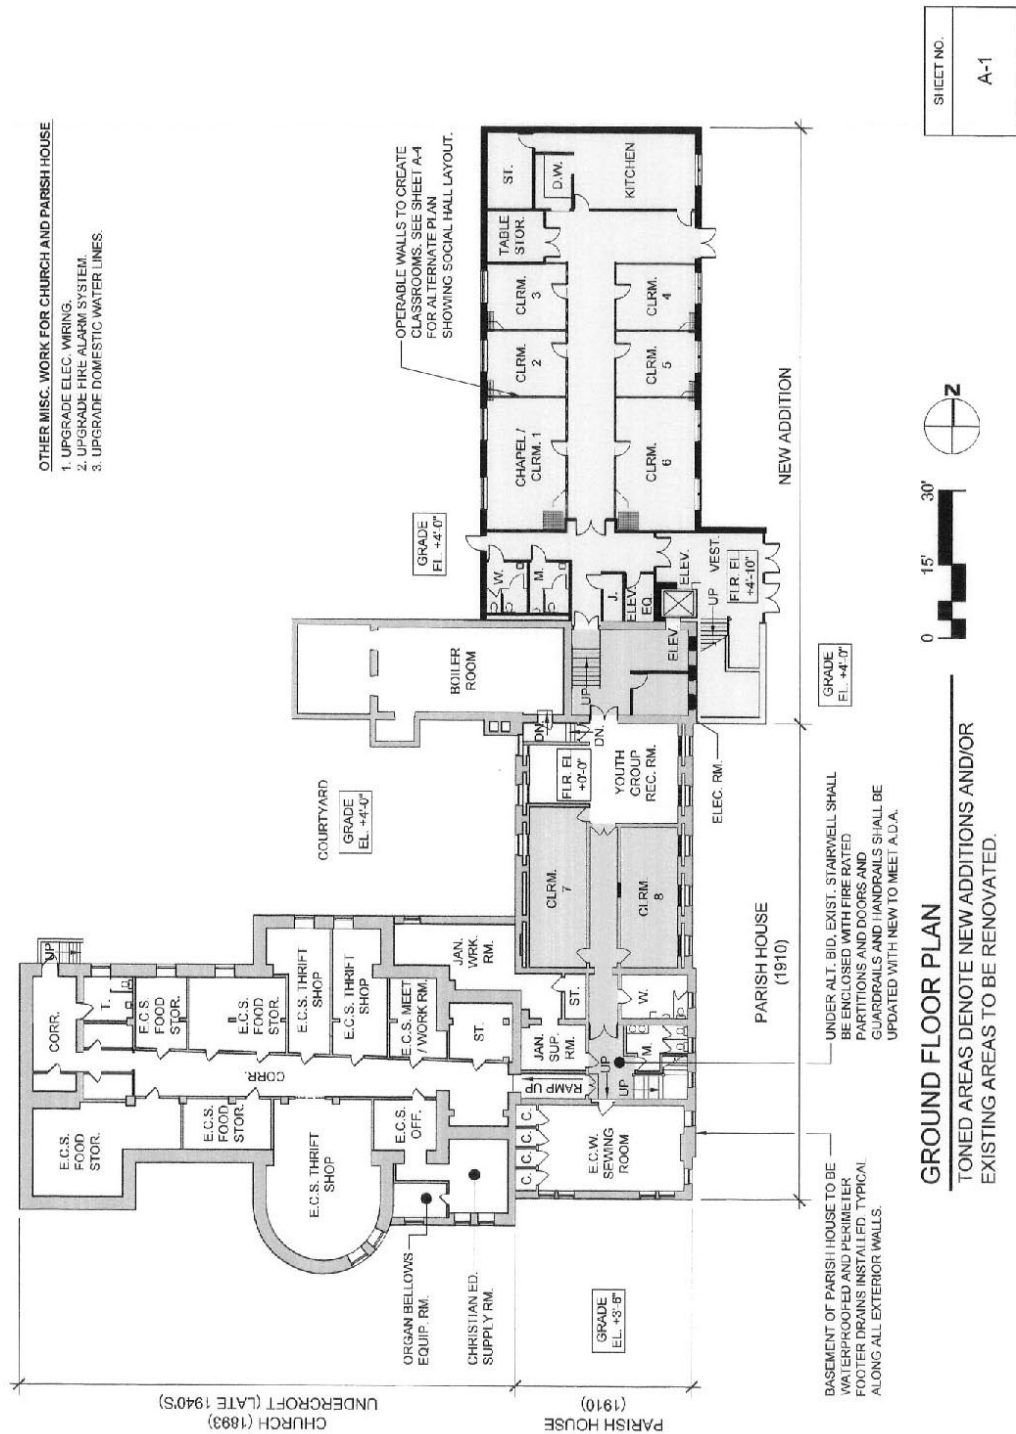 OTHER MISC. WORK FOR CHURCH AND PARISH HOUSE
1. UPGRADE ELEC. WIRING.
2. UPGRADE FIRE ALARM SYSTEM.
3. UPGRADE DOMESTIC WATER LINES.
OPERABLE WALLS TO CREATE
CLASSROOMS. SEE SHEET A-4
FOR ALTERNATE PLAN
SHOWING SOCIAL HALL LAYOUT.
GRADE
EL. +4'-0"
COURTYARD
GRADE
EL. +4'-0"
UP
CORR.
T.
E.C.S.
FOOD
STOR.
E.C.S.
FOOD
STOR.
E.C.S. THRIFT
SHOP
E.C.S. THRIFT
SHOP
E.C.S. MEET
/ WORK RM.
ST.
JAN.
WRK.
RM.
CORR.
E.C.S.
FOOD
STOR.
E.C.S.
FOOD
STOR.
E.C.S. THRIFT
SHOP
E.C.S.
OFF.
ORGAN BELLOWS
EQUIP. RM.
CHRISTIAN ED.
SUPPLY RM.
CHURCH (1893)
UNDERCROFT (LATE 1940'S)
PARISH HOUSE
(1910)
GRADE
EL. +3'-6"
C.
C.
C.
C.
E.C.W.
SEWING
ROOM
RAMP UP
JAN.
SUP.
RM.
ST.
UP
UP
M.
W.
CLRM.
7
CLRM.
8
FLR. EL
+0'-0"
YOUTH
GROUP
REC. RM.
DN.
DN.
BOILER
ROOM
UP
ELEC. RM.
ELEV.
ELEV.
EQ.
J.
M.
W.
ELEV.
VEST.
FLR. EL
+4'-10"
UP
GRADE
EL. +4'-0"
CHAPEL /
CLRM. 1
CLRM.
2
CLRM.
3
TABLE
STOR.
ST.
D.W.
KITCHEN
CLRM.
4
CLRM.
5
CLRM.
6
PARISH HOUSE
(1910)
NEW ADDITION
BASEMENT OF PARISH HOUSE TO BE
WATERPROOFED AND PERIMETER
FOOTER DRAINS INSTALLED, TYPICAL
ALONG ALL EXTERIOR WALLS.
UNDER ALT. BID, EXIST. STAIRWELL SHALL
BE ENCLOSED WITH FIRE RATED
PARTITIONS AND DOORS AND
GUARDRAILS AND HANDRAILS SHALL BE
UPDATED WITH NEW TO MEET A.D.A.
GROUND FLOOR PLAN
TONED AREAS DENOTE NEW ADDITIONS AND/OR
EXISTING AREAS TO BE RENOVATED.
0 15' 30'
N
SHEET NO.
A-1